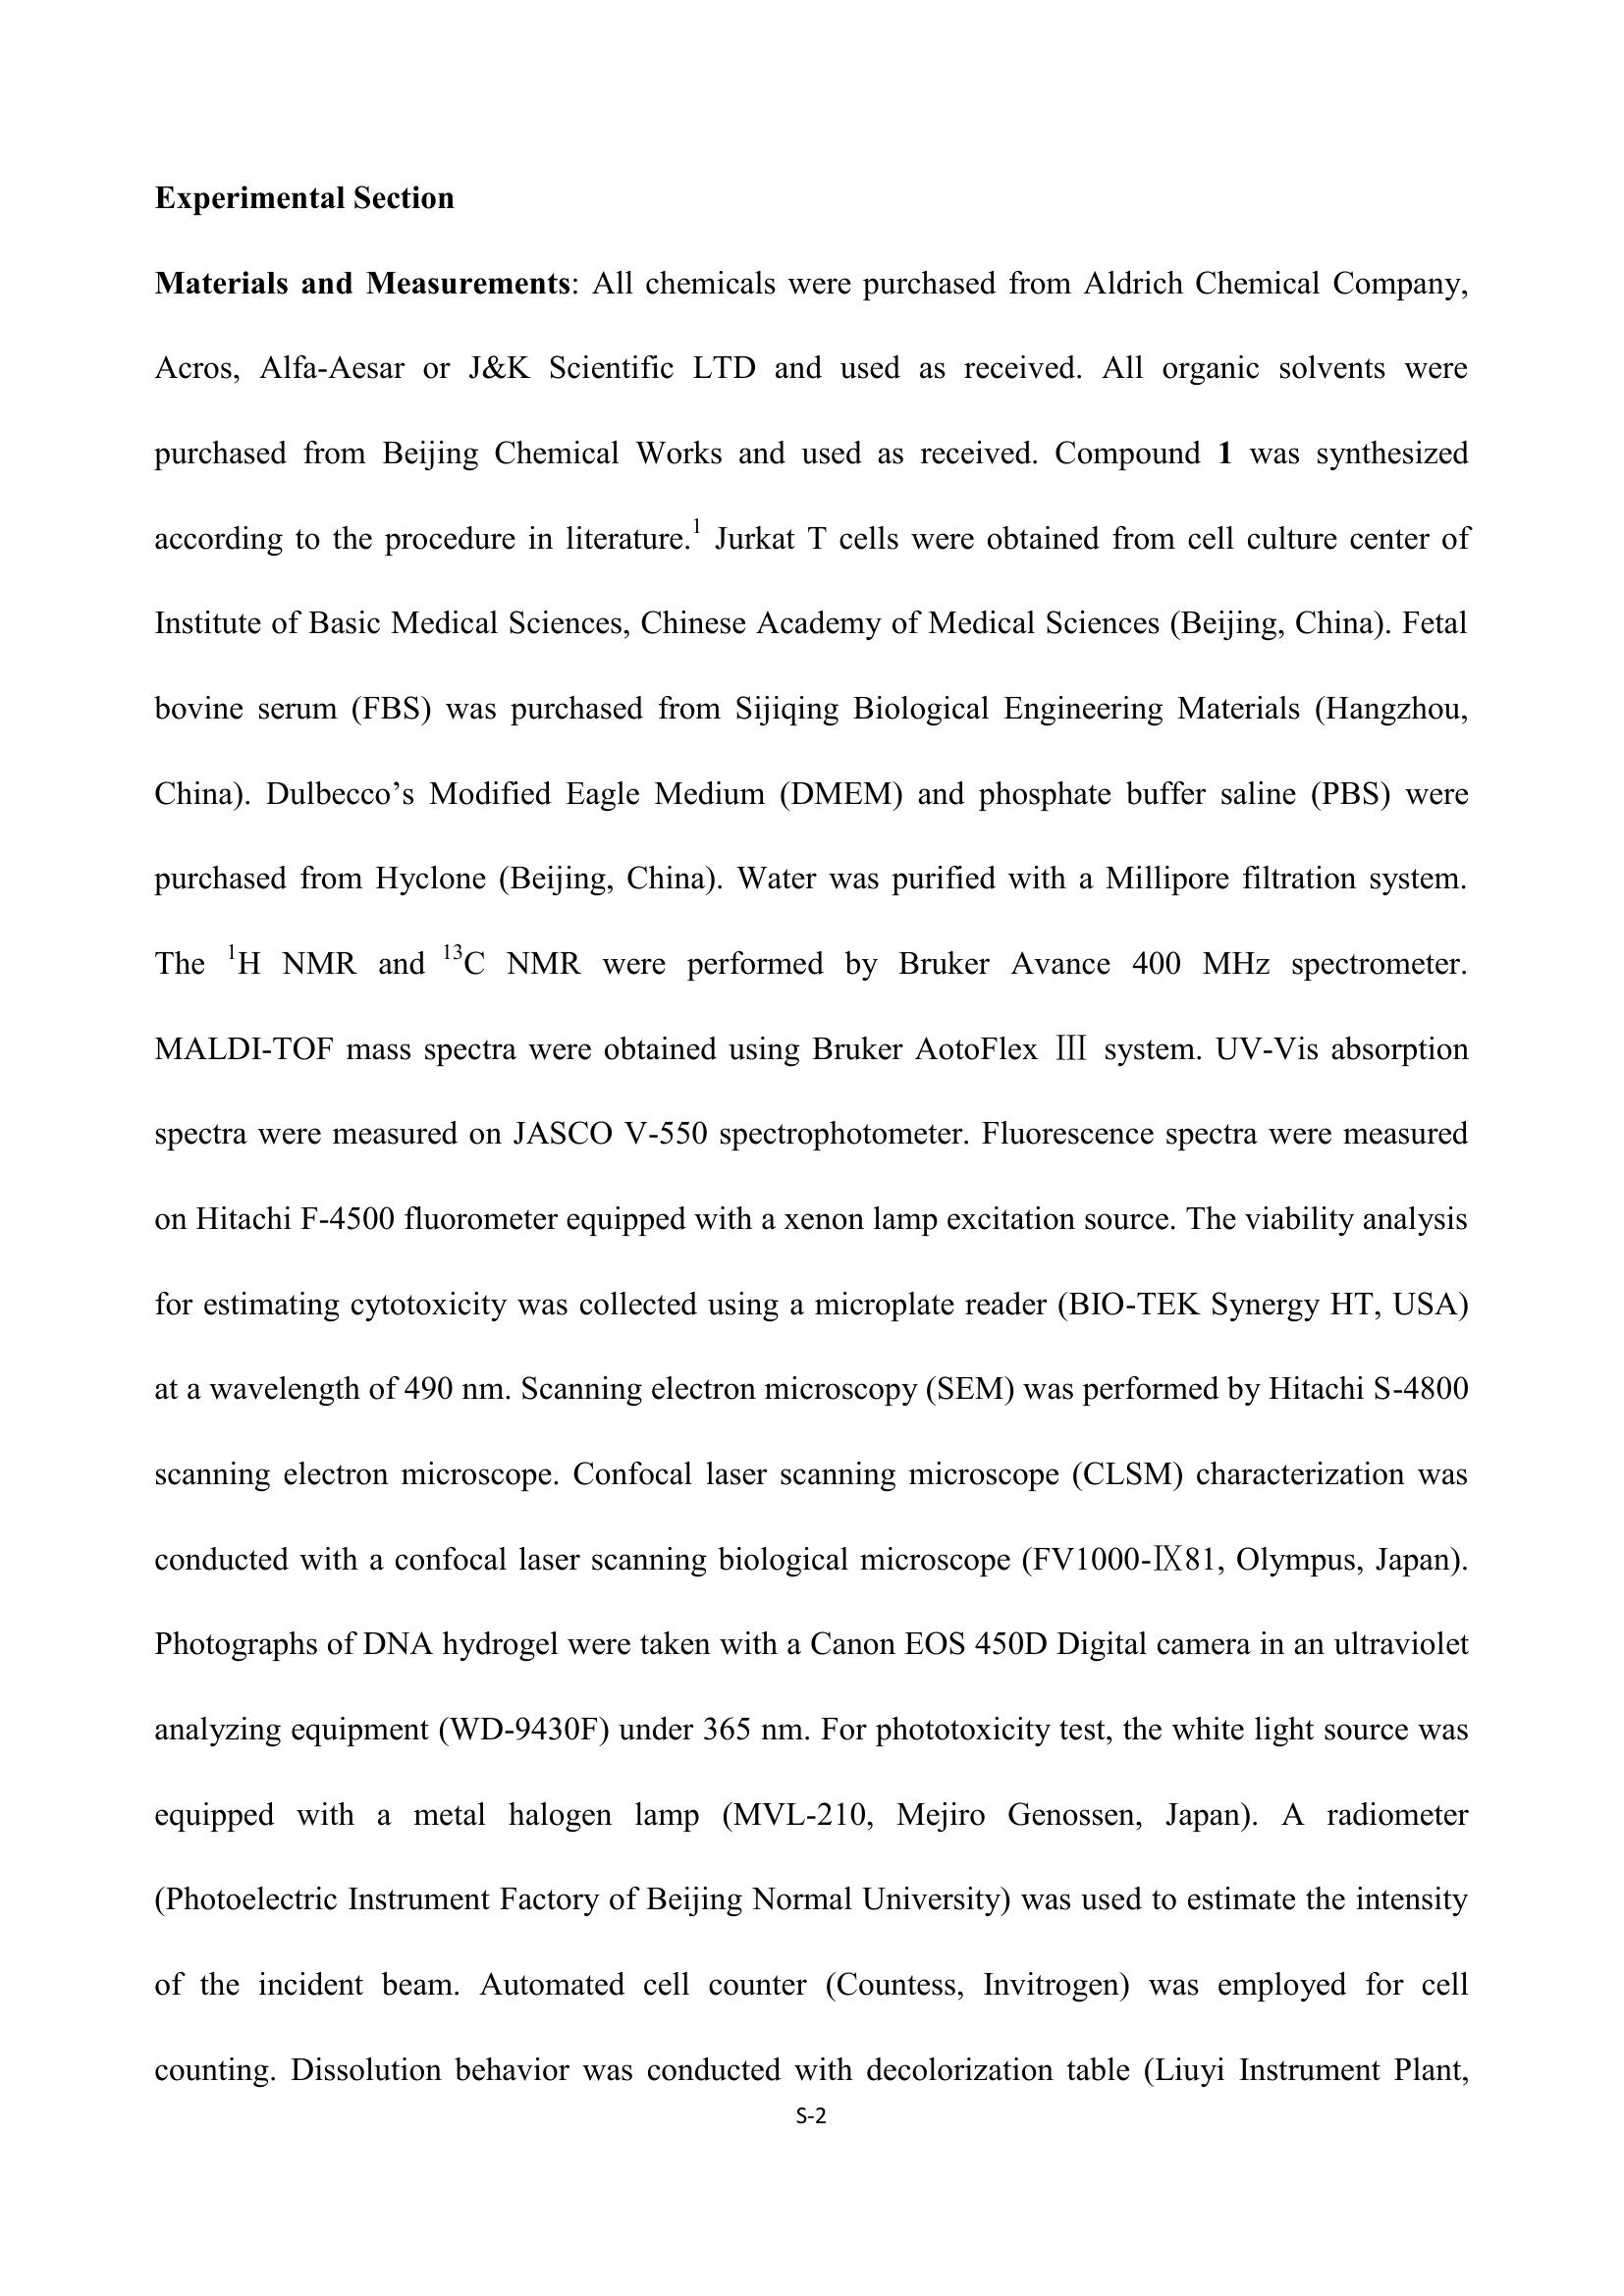 Experimental Section
Materials and Measurements: All chemicals were purchased from Aldrich Chemical Company,
Acros, Alfa-Aesar or J&K Scientific LTD and used as received. All organic solvents were
purchased from Beijing Chemical Works and used as received. Compound 1 was synthesized
according to the procedure in literature.¹ Jurkat T cells were obtained from cell culture center of
Institute of Basic Medical Sciences, Chinese Academy of Medical Sciences (Beijing, China). Fetal
bovine serum (FBS) was purchased from Sijiqing Biological Engineering Materials (Hangzhou,
China). Dulbecco’s Modified Eagle Medium (DMEM) and phosphate buffer saline (PBS) were
purchased from Hyclone (Beijing, China). Water was purified with a Millipore filtration system.
The ¹H NMR and ¹³C NMR were performed by Bruker Avance 400 MHz spectrometer.
MALDI-TOF mass spectra were obtained using Bruker AotoFlex Ⅲ system. UV-Vis absorption
spectra were measured on JASCO V-550 spectrophotometer. Fluorescence spectra were measured
on Hitachi F-4500 fluorometer equipped with a xenon lamp excitation source. The viability analysis
for estimating cytotoxicity was collected using a microplate reader (BIO-TEK Synergy HT, USA)
at a wavelength of 490 nm. Scanning electron microscopy (SEM) was performed by Hitachi S-4800
scanning electron microscope. Confocal laser scanning microscope (CLSM) characterization was
conducted with a confocal laser scanning biological microscope (FV1000-Ⅸ81, Olympus, Japan).
Photographs of DNA hydrogel were taken with a Canon EOS 450D Digital camera in an ultraviolet
analyzing equipment (WD-9430F) under 365 nm. For phototoxicity test, the white light source was
equipped with a metal halogen lamp (MVL-210, Mejiro Genossen, Japan). A radiometer
(Photoelectric Instrument Factory of Beijing Normal University) was used to estimate the intensity
of the incident beam. Automated cell counter (Countess, Invitrogen) was employed for cell
counting. Dissolution behavior was conducted with decolorization table (Liuyi Instrument Plant,
S-2